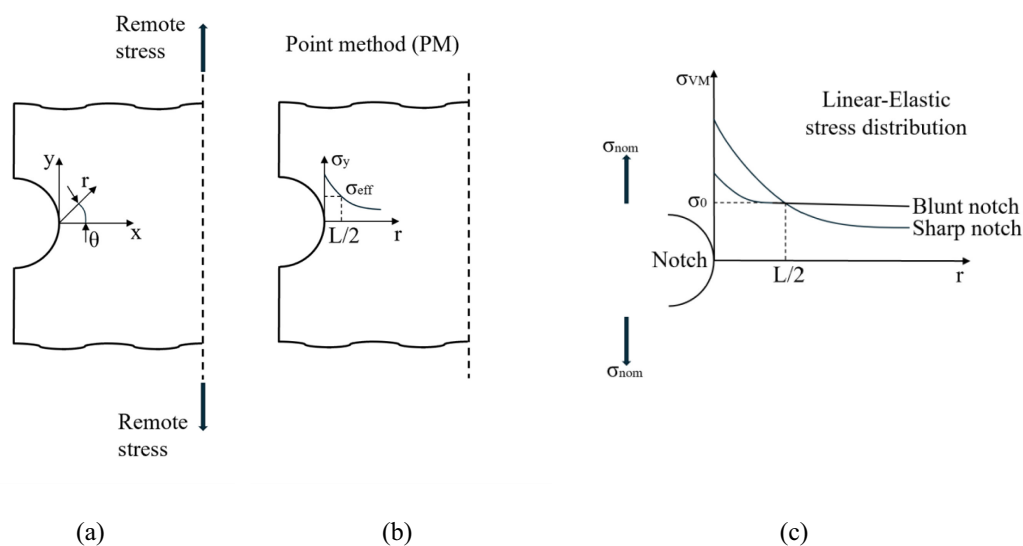 Remote
stress
y
r
x
θ
Remote
stress
(a)
Point method (PM)
σy
σeff
L/2
r
(b)
σVM
Linear-Elastic
stress distribution
σnom
σ0
Blunt notch
Sharp notch
Notch
L/2
r
σnom
(c)